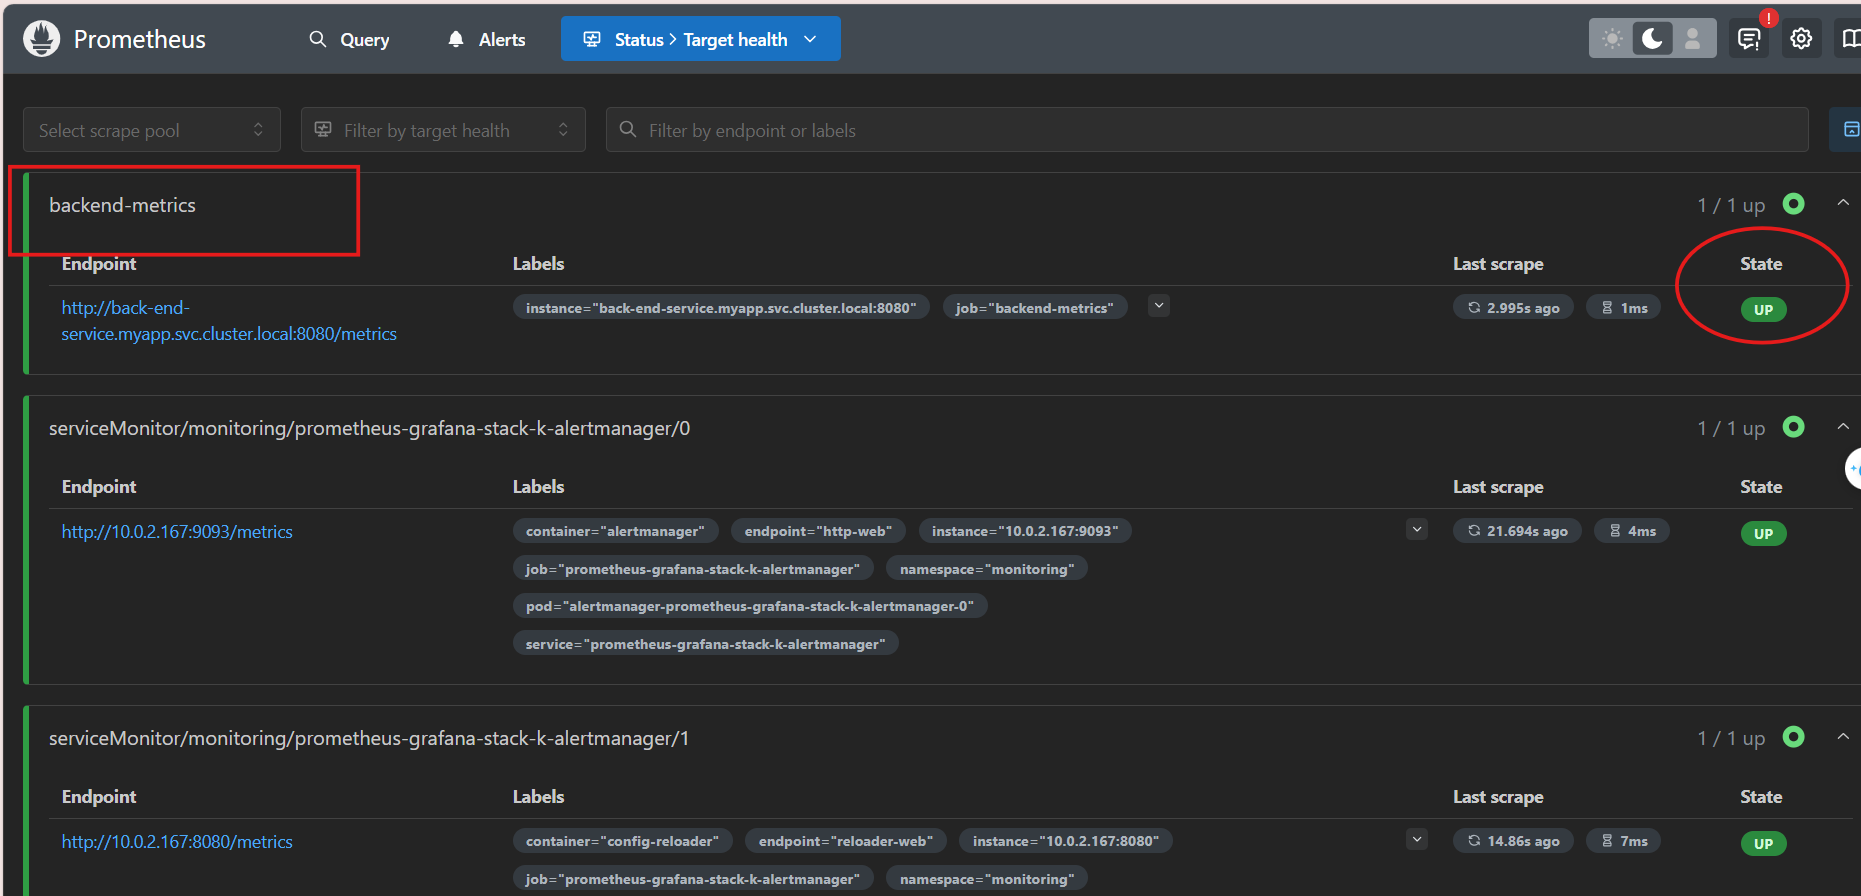 Prometheus Query Alerts Status > Target health !
Select scrape pool Filter by target health Filter by endpoint or labels
backend-metrics 1 / 1 up
Endpoint Labels Last scrape State
http://back-end-service.myapp.svc.cluster.local:8080/metrics instance="back-end-service.myapp.svc.cluster.local:8080" job="backend-metrics" 2.995s ago 1ms UP
serviceMonitor/monitoring/prometheus-grafana-stack-k-alertmanager/0 1 / 1 up
Endpoint Labels Last scrape State
http://10.0.2.167:9093/metrics container="alertmanager" endpoint="http-web" instance="10.0.2.167:9093" 21.694s ago 4ms UP
job="prometheus-grafana-stack-k-alertmanager" namespace="monitoring"
pod="alertmanager-prometheus-grafana-stack-k-alertmanager-0"
service="prometheus-grafana-stack-k-alertmanager"
serviceMonitor/monitoring/prometheus-grafana-stack-k-alertmanager/1 1 / 1 up
Endpoint Labels Last scrape State
http://10.0.2.167:8080/metrics container="config-reloader" endpoint="reloader-web" instance="10.0.2.167:8080" 14.86s ago 7ms UP
job="prometheus-grafana-stack-k-alertmanager" namespace="monitoring"